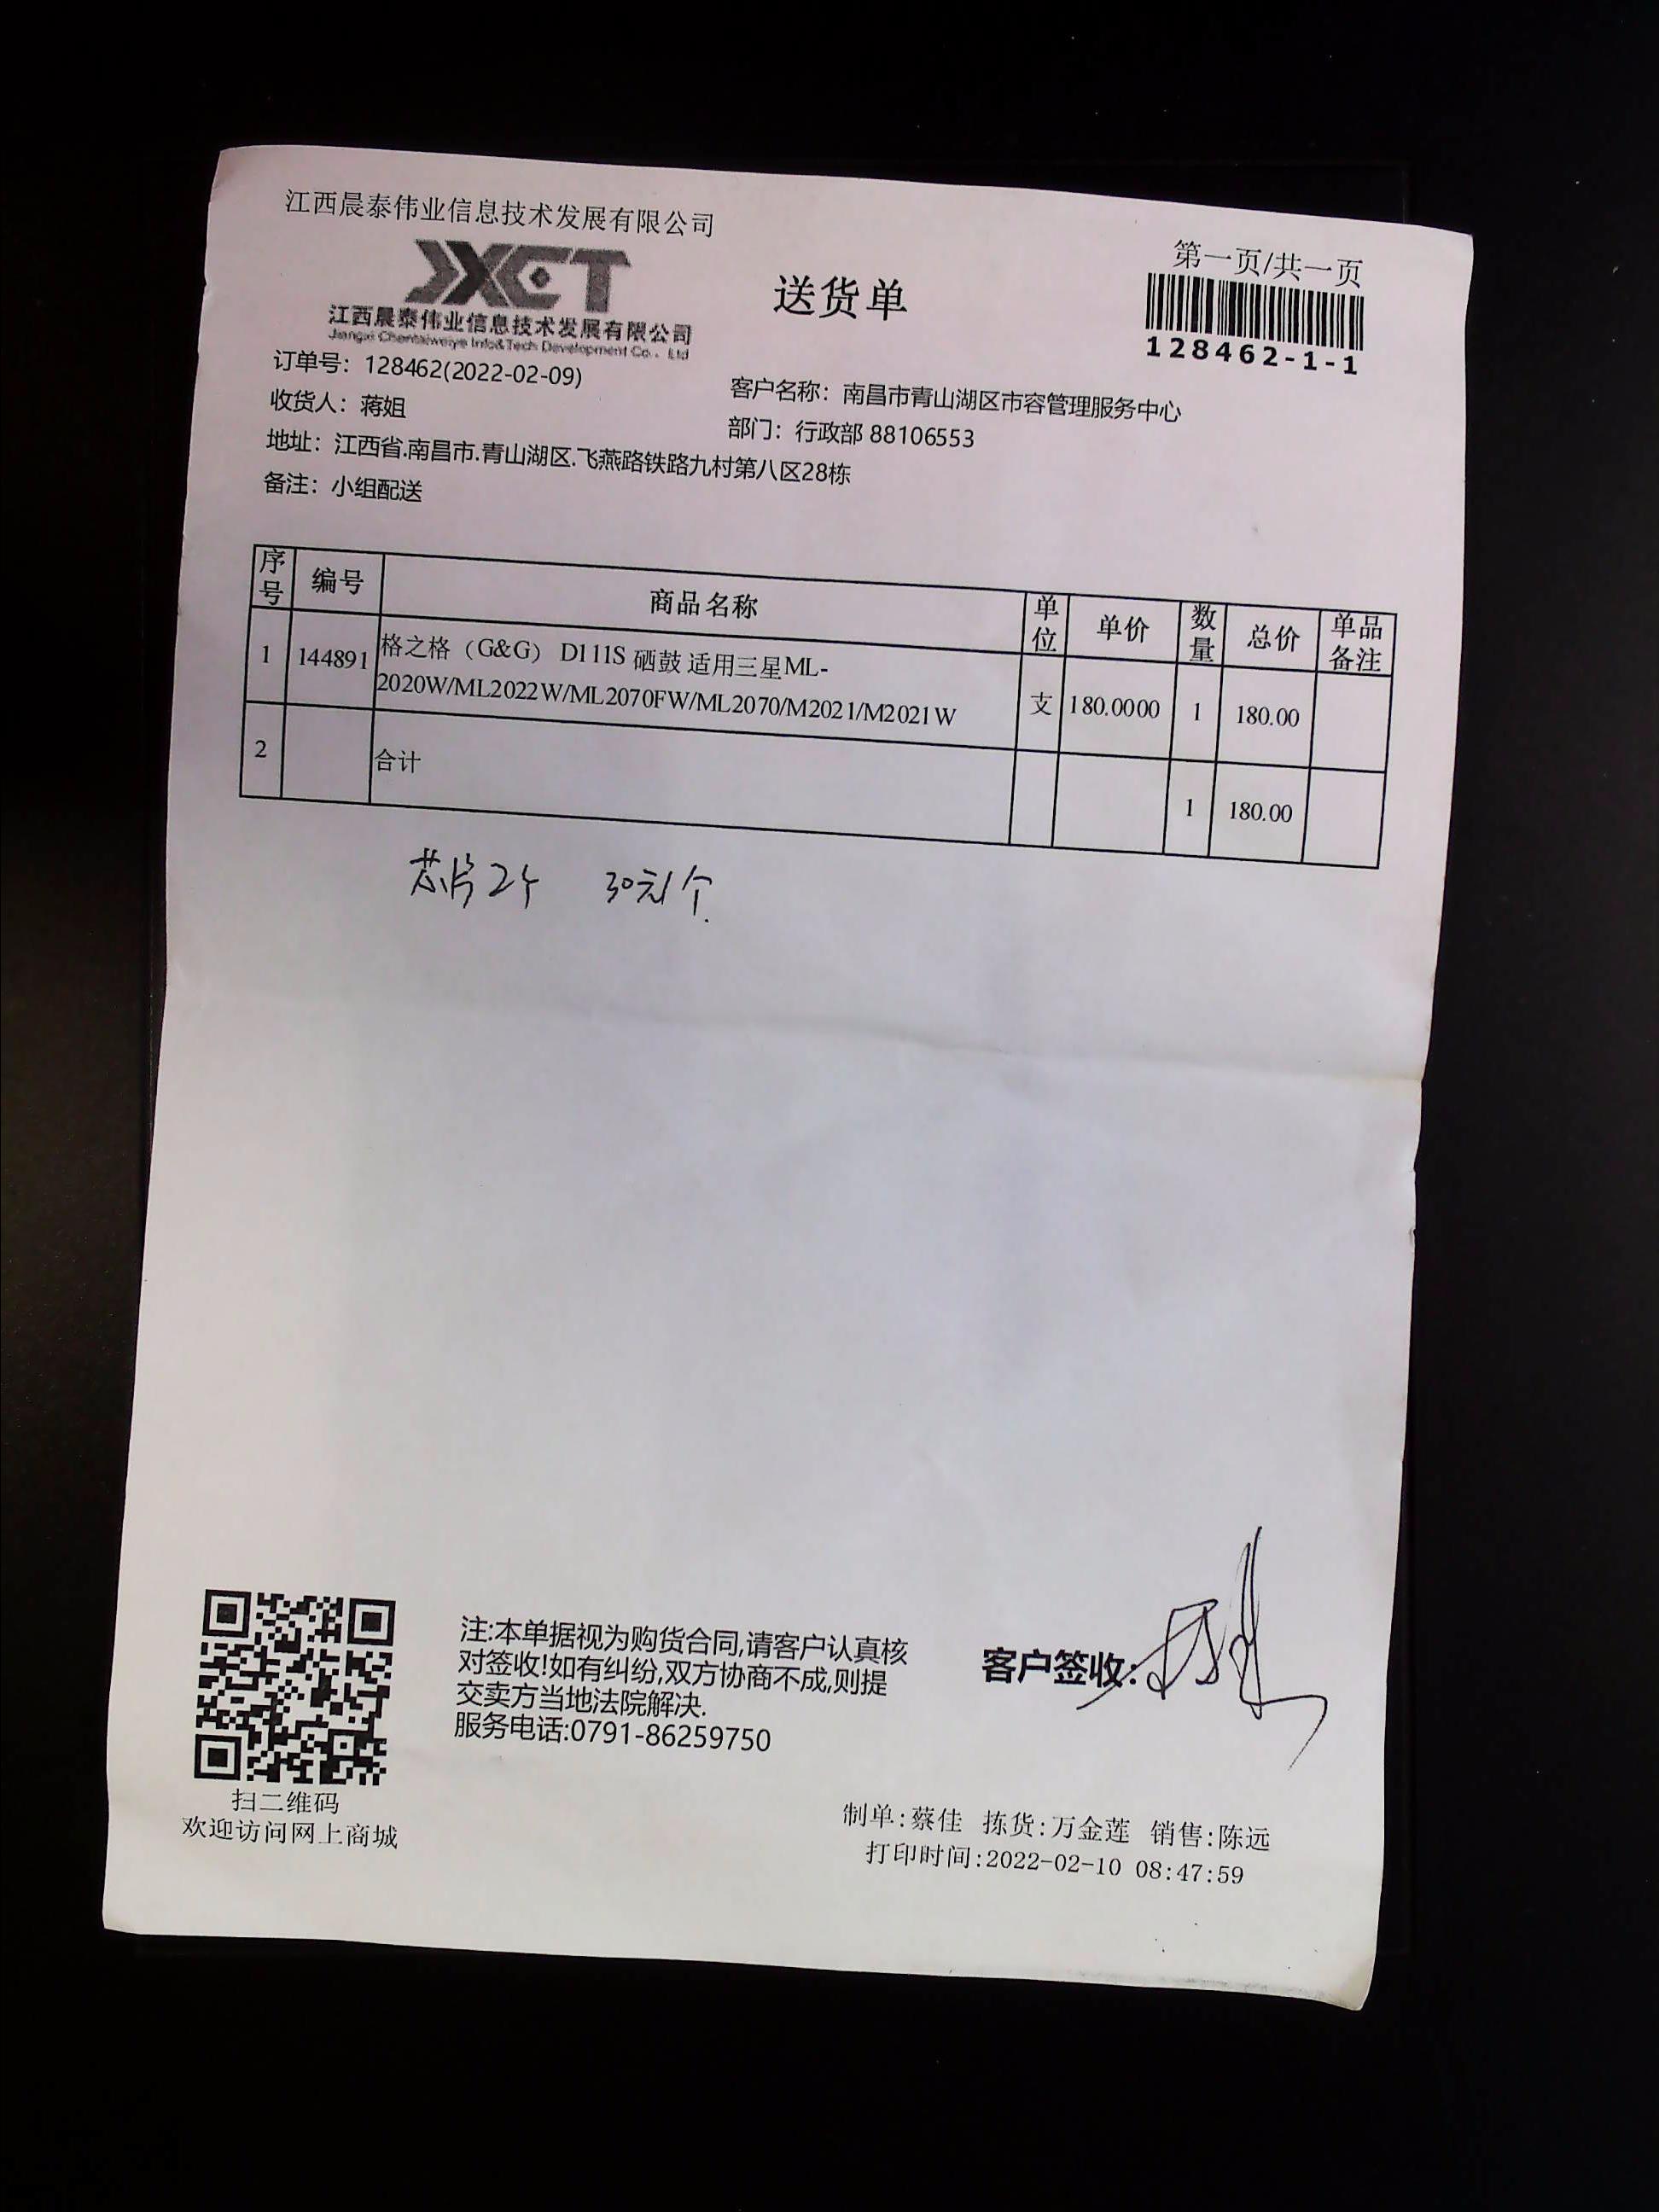 江西晨泰伟业信息技术发展有限公司
第一页/共一页
JXCT
送货单
江西晨泰伟业信息技术发展有限公司
Jiangxi Chentaiweiye Info&Tech Development Co., Ltd
128462-1-1
订单号：128462(2022-02-09)
客户名称：南昌市青山湖区市容管理服务中心
收货人：蒋姐
部门：行政部 88106553
地址：江西省.南昌市.青山湖区.飞燕路铁路九村第八区28栋
备注：小组配送
序号 编号 商品名称 单位 单价 数量 总价 单品备注
1 144891 格之格（G&G） D111S 硒鼓 适用三星ML-
2020W/ML2022W/ML2070FW/ML2070/M2021/M2021W 支 180.0000 1 180.00
2 合计 1 180.00
芯片2个 30元/个.
注:本单据视为购货合同,请客户认真核
对签收!如有纠纷,双方协商不成,则提
交卖方当地法院解决.
服务电话:0791-86259750
客户签收:
扫二维码
欢迎访问网上商城
制单:蔡佳 拣货:万金莲 销售:陈远
打印时间:2022-02-10 08:47:59